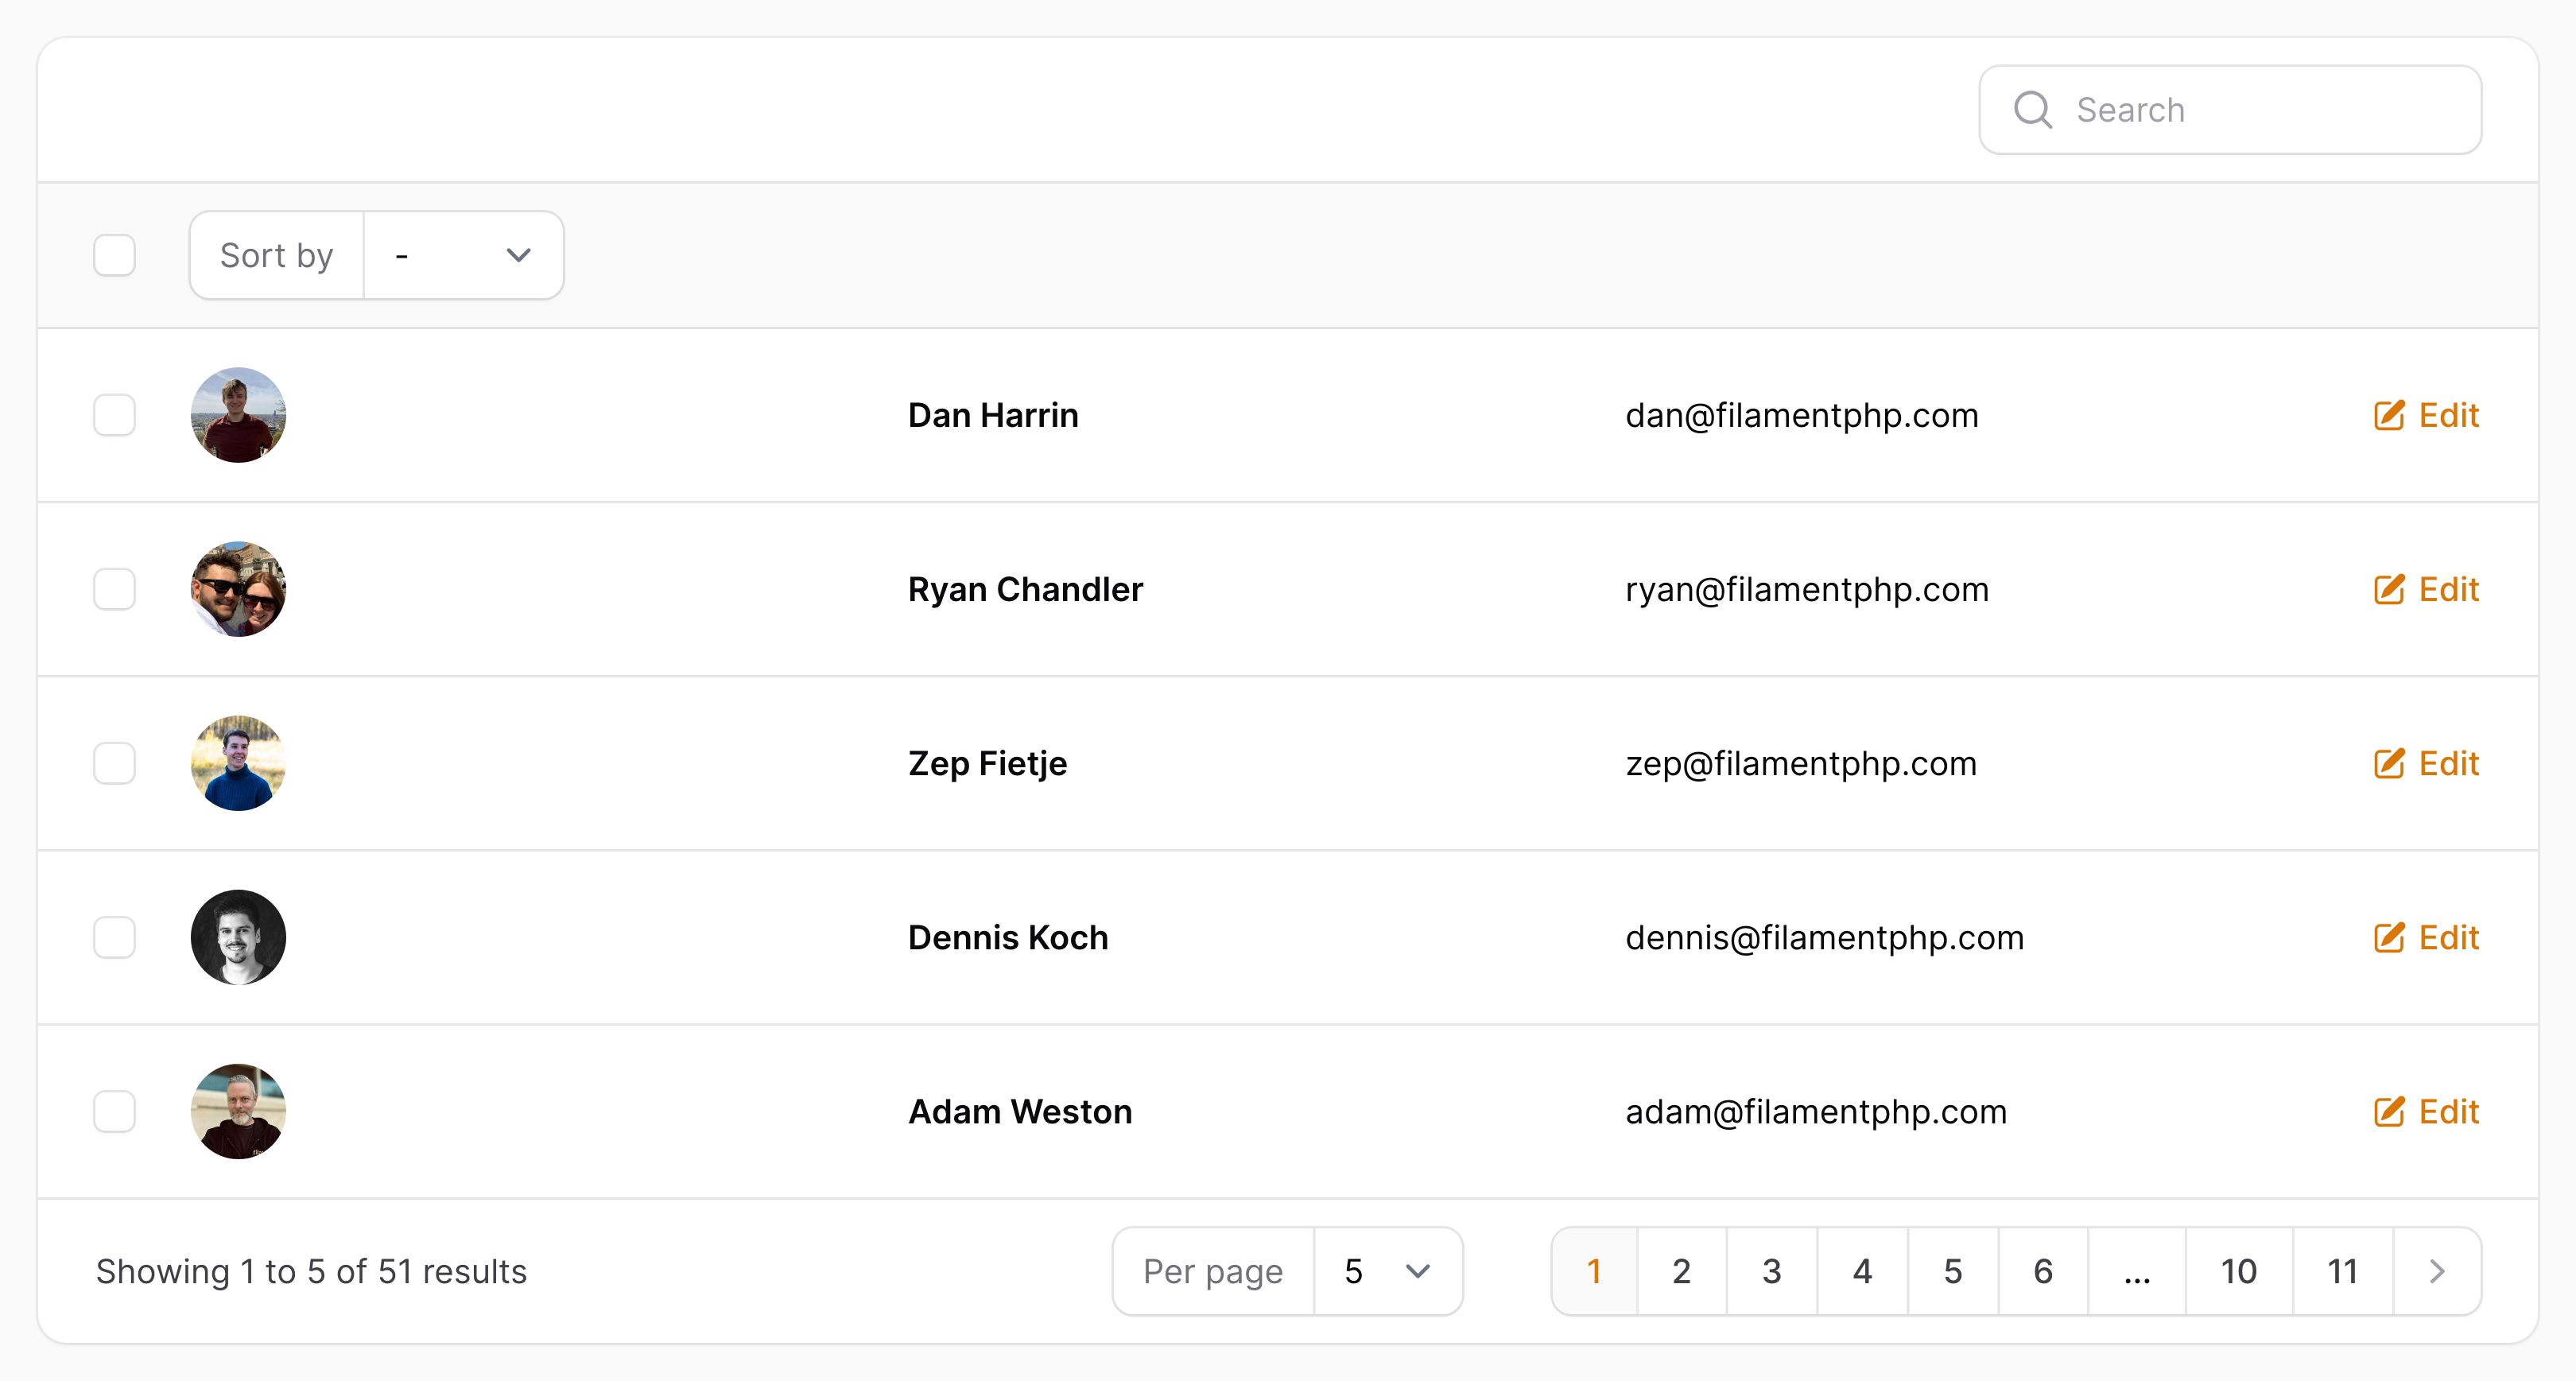 Search
Sort by -
Dan Harrin dan@filamentphp.com Edit
Ryan Chandler ryan@filamentphp.com Edit
Zep Fietje zep@filamentphp.com Edit
Dennis Koch dennis@filamentphp.com Edit
Adam Weston adam@filamentphp.com Edit
Showing 1 to 5 of 51 results Per page 5 1 2 3 4 5 6 ... 10 11